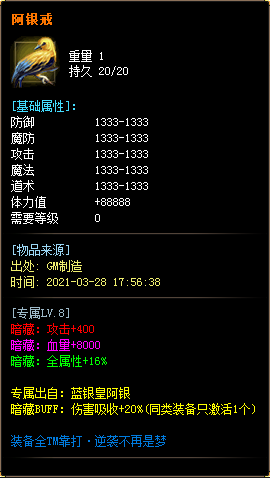 阿银戒
重量 1
持久 20/20
[基础属性]:
防御 1333-1333
魔防 1333-1333
攻击 1333-1333
魔法 1333-1333
道术 1333-1333
体力值 +88888
需要等级 0
[物品来源]
出处: GM制造
时间: 2021-03-28 17:56:38
[专属LV.8]
暗藏: 攻击+400
暗藏: 血量+8000
暗藏: 全属性+16%
专属出自: 蓝银皇阿银
暗藏BUFF: 伤害吸收+20%(同类装备只激活1个)
装备全TM靠打·逆袭不再是梦